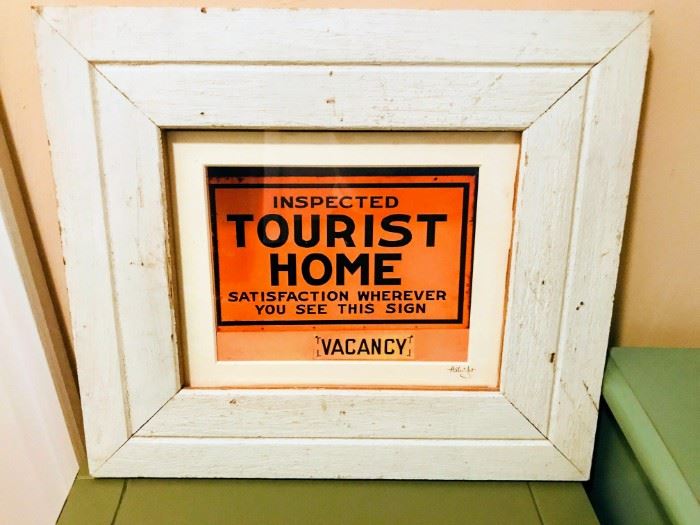 INSPECTED
TOURIST
HOME
SATISFACTION WHEREVER
YOU SEE THIS SIGN
VACANCY